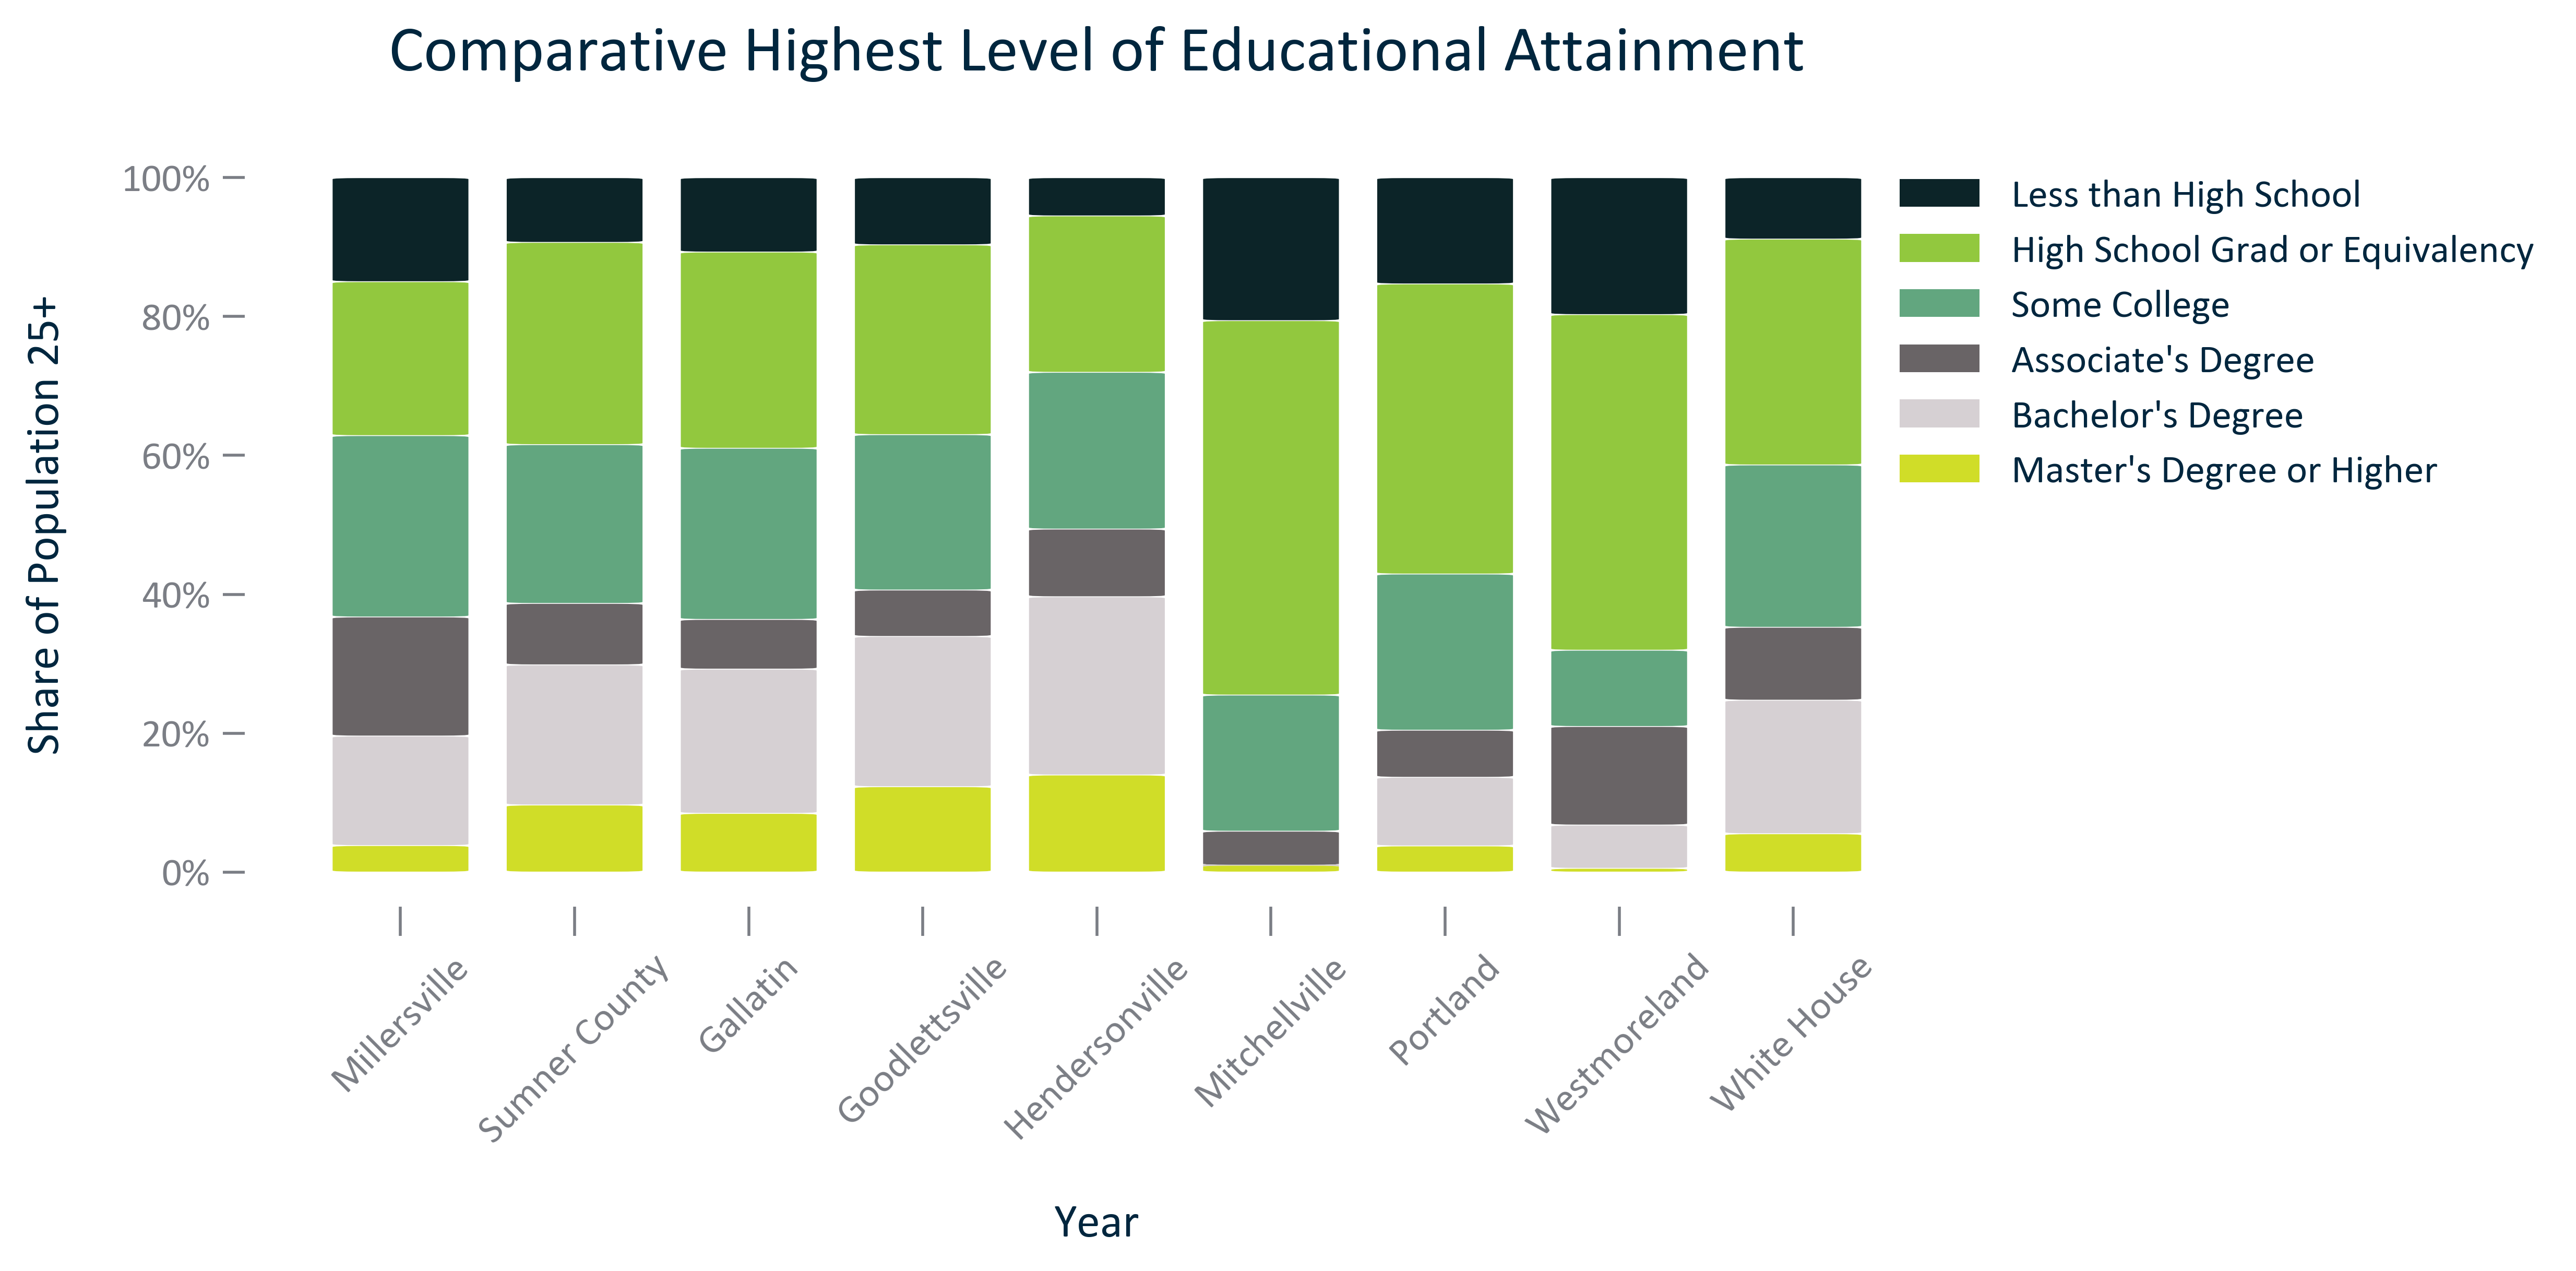 Comparative Highest Level of Educational Attainment
Share of Population 25+
100%
80%
60%
40%
20%
0%
Less than High School
High School Grad or Equivalency
Some College
Associate's Degree
Bachelor's Degree
Master's Degree or Higher
Millersville
Sumner County
Gallatin
Goodlettsville
Hendersonville
Mitchellville
Portland
Westmoreland
White House
Year